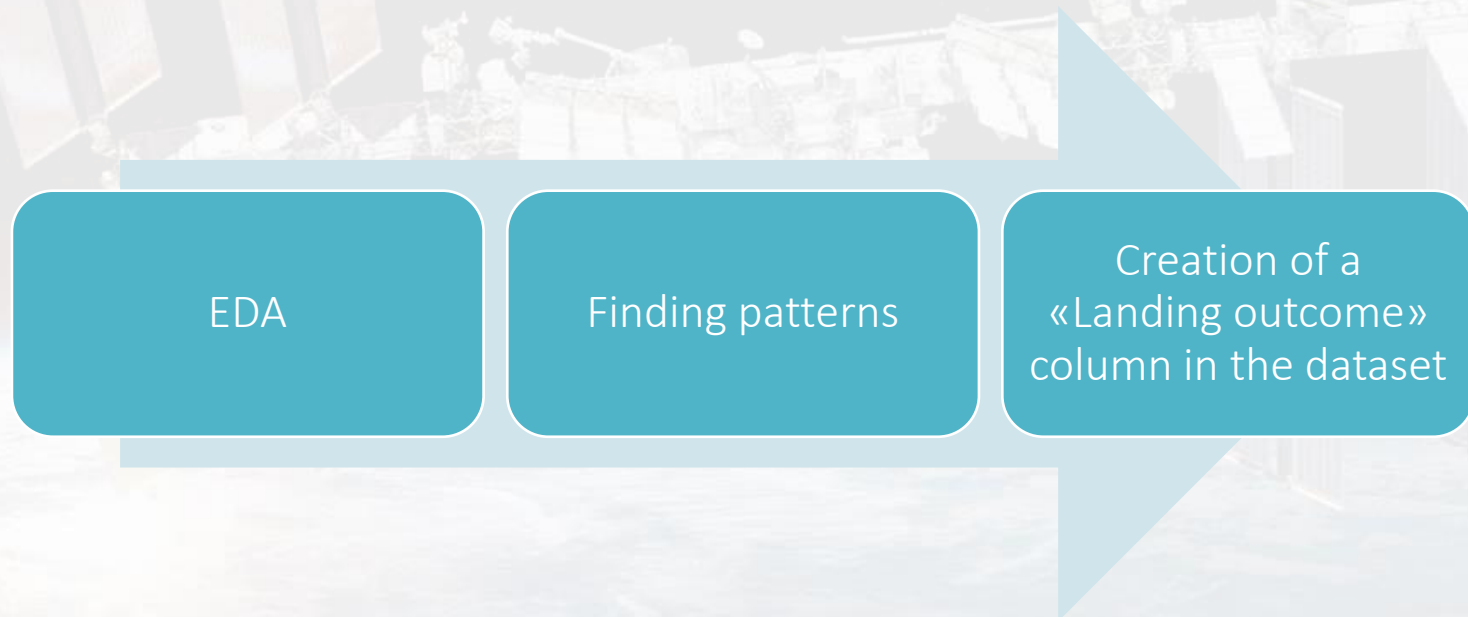 EDA
Finding patterns
Creation of a
«Landing outcome»
column in the dataset